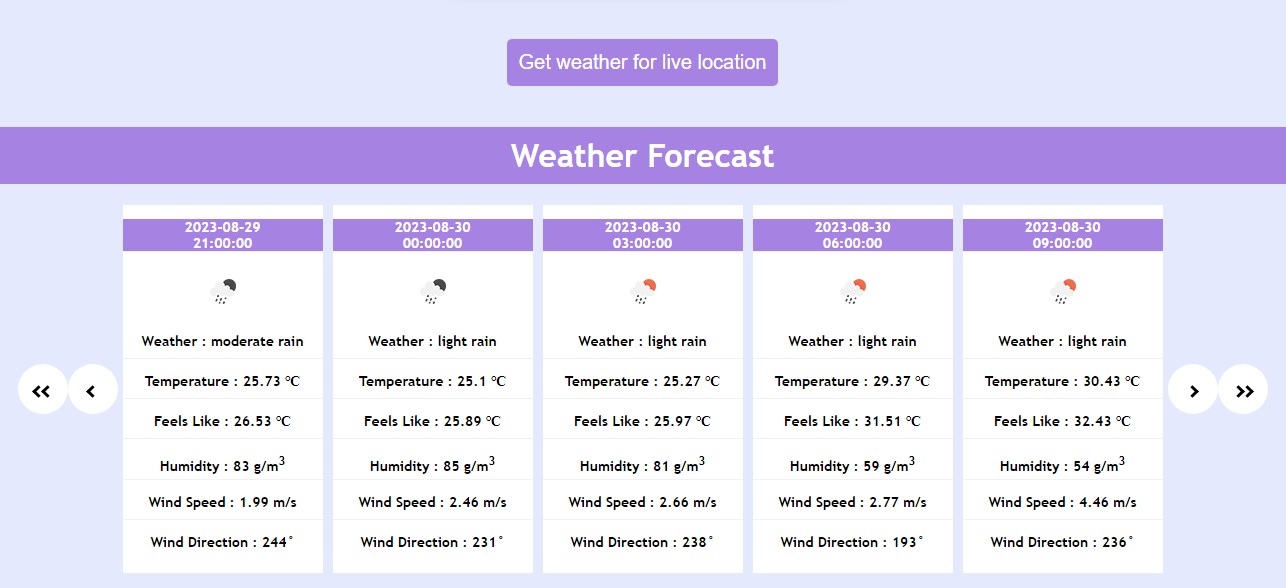 Get weather for live location
Weather Forecast
2023-08-29
21:00:00
Weather : moderate rain
Temperature : 25.73 °C
Feels Like : 26.53 °C
Humidity : 83 g/m³
Wind Speed : 1.99 m/s
Wind Direction : 244°
2023-08-30
00:00:00
Weather : light rain
Temperature : 25.1 °C
Feels Like : 25.89 °C
Humidity : 85 g/m³
Wind Speed : 2.46 m/s
Wind Direction : 231°
2023-08-30
03:00:00
Weather : light rain
Temperature : 25.27 °C
Feels Like : 25.97 °C
Humidity : 81 g/m³
Wind Speed : 2.66 m/s
Wind Direction : 238°
2023-08-30
06:00:00
Weather : light rain
Temperature : 29.37 °C
Feels Like : 31.51 °C
Humidity : 59 g/m³
Wind Speed : 2.77 m/s
Wind Direction : 193°
2023-08-30
09:00:00
Weather : light rain
Temperature : 30.43 °C
Feels Like : 32.43 °C
Humidity : 54 g/m³
Wind Speed : 4.46 m/s
Wind Direction : 236°